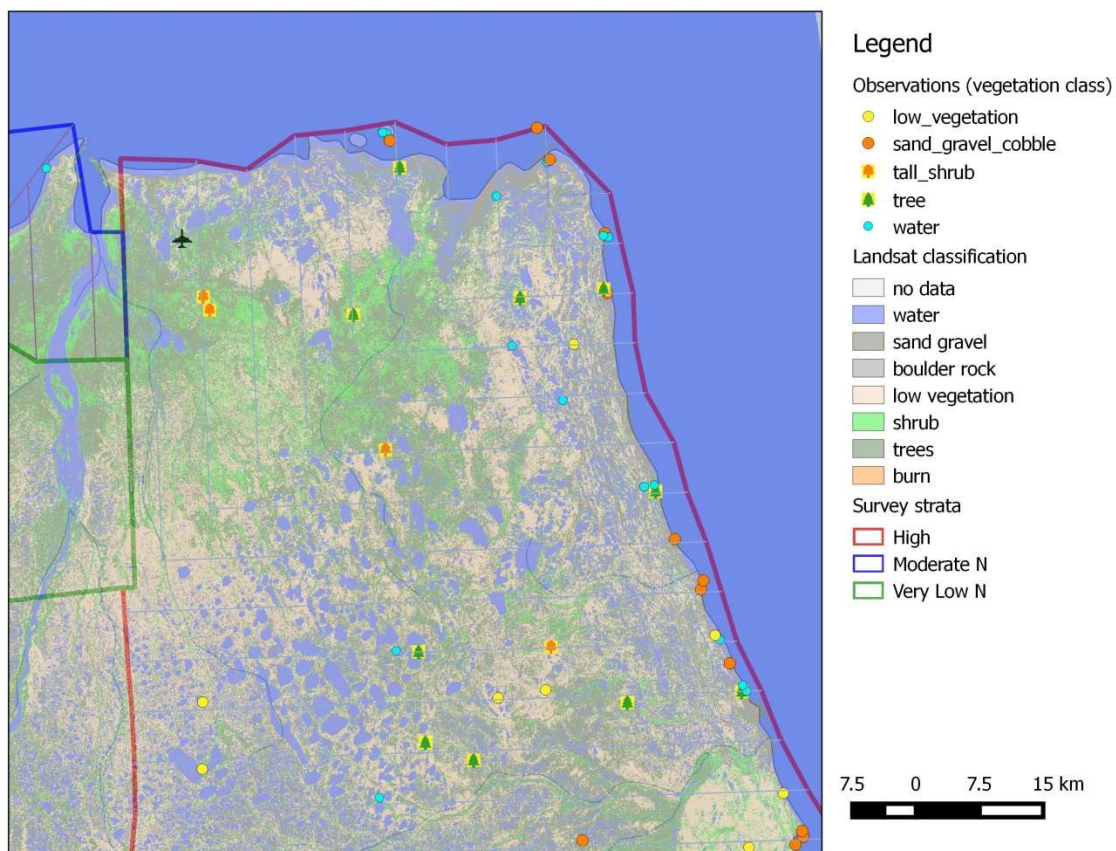 Legend
Observations (vegetation class)
low_vegetation
sand_gravel_cobble
tall_shrub
tree
water
Landsat classification
no data
water
sand gravel
boulder rock
low vegetation
shrub
trees
burn
Survey strata
High
Moderate N
Very Low N
7.5 0 7.5 15 km